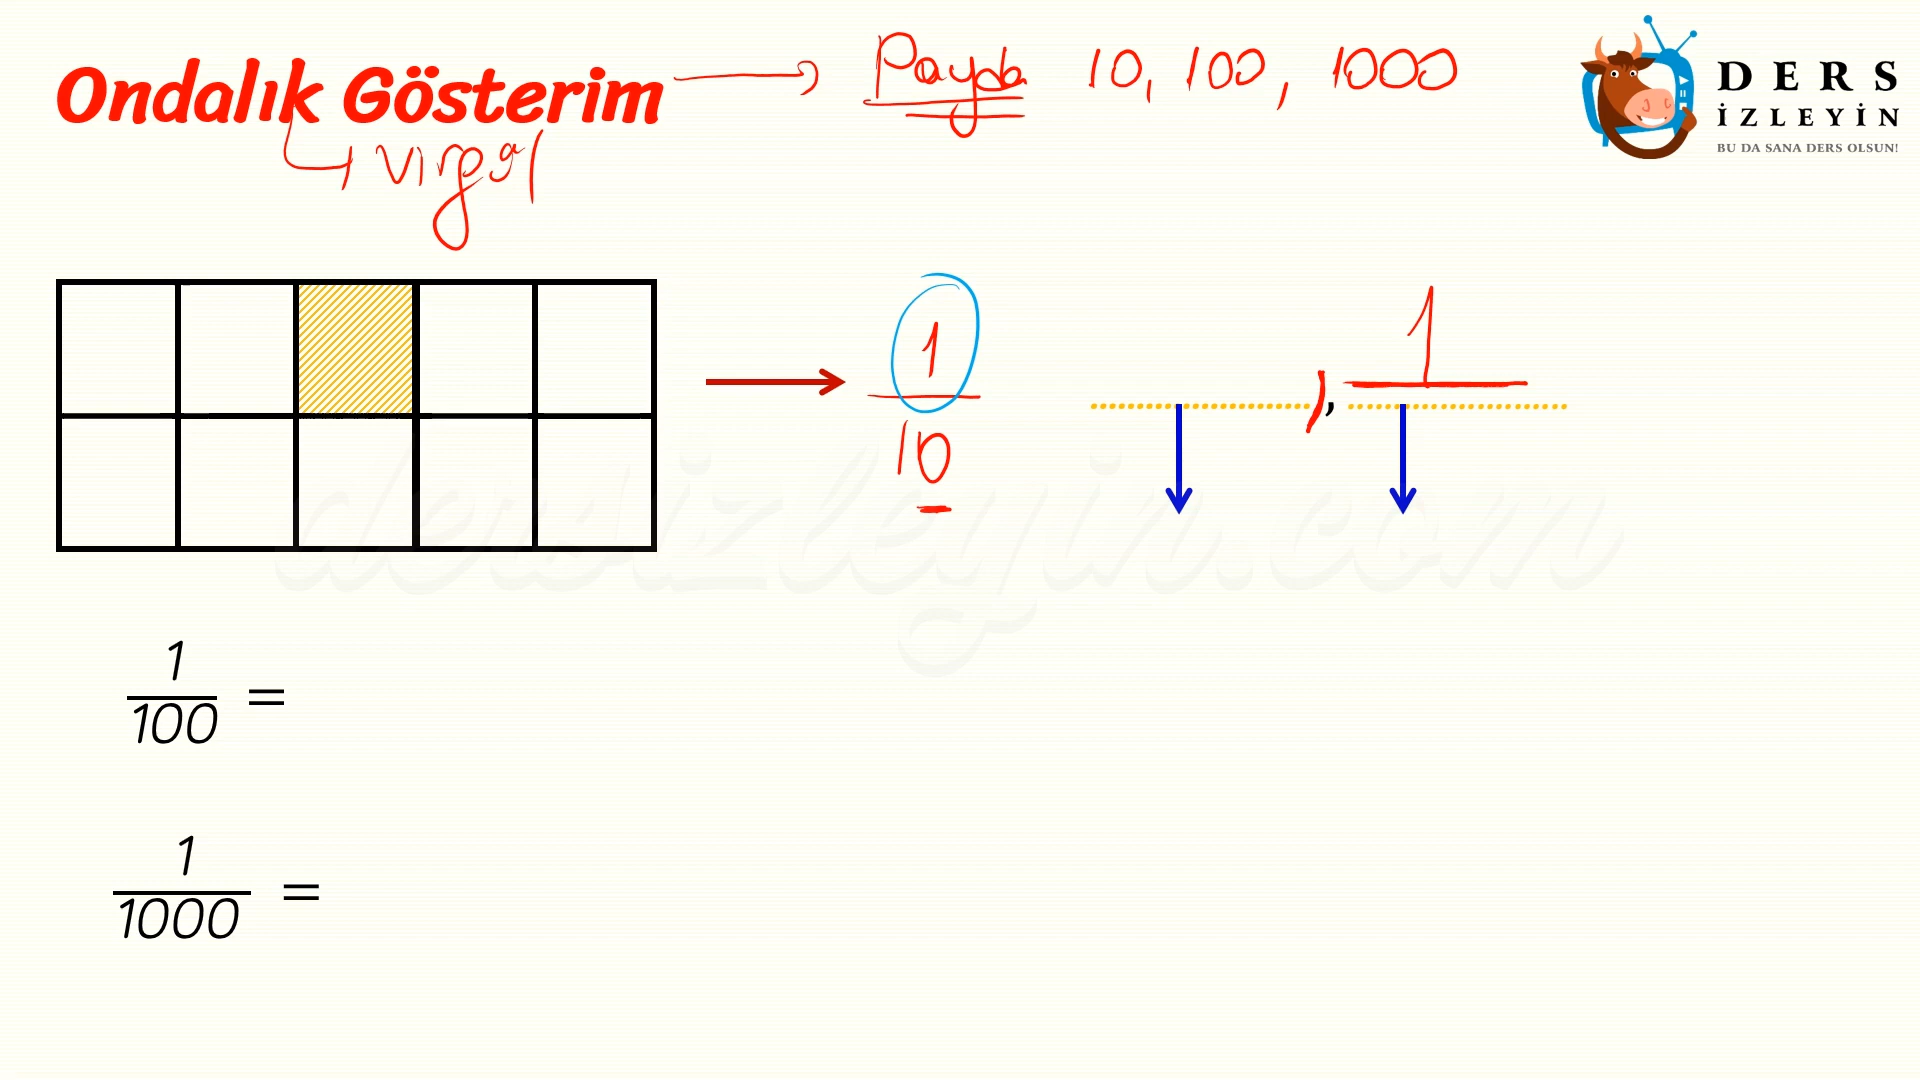 Ondalık Gösterim
Payda 10, 100, 1000
virgül
DERS
İZLEYİN
BU DA SANA DERS OLSUN!
1
10
, 1
dersizleyin.com
1
100 =
1
1000 =